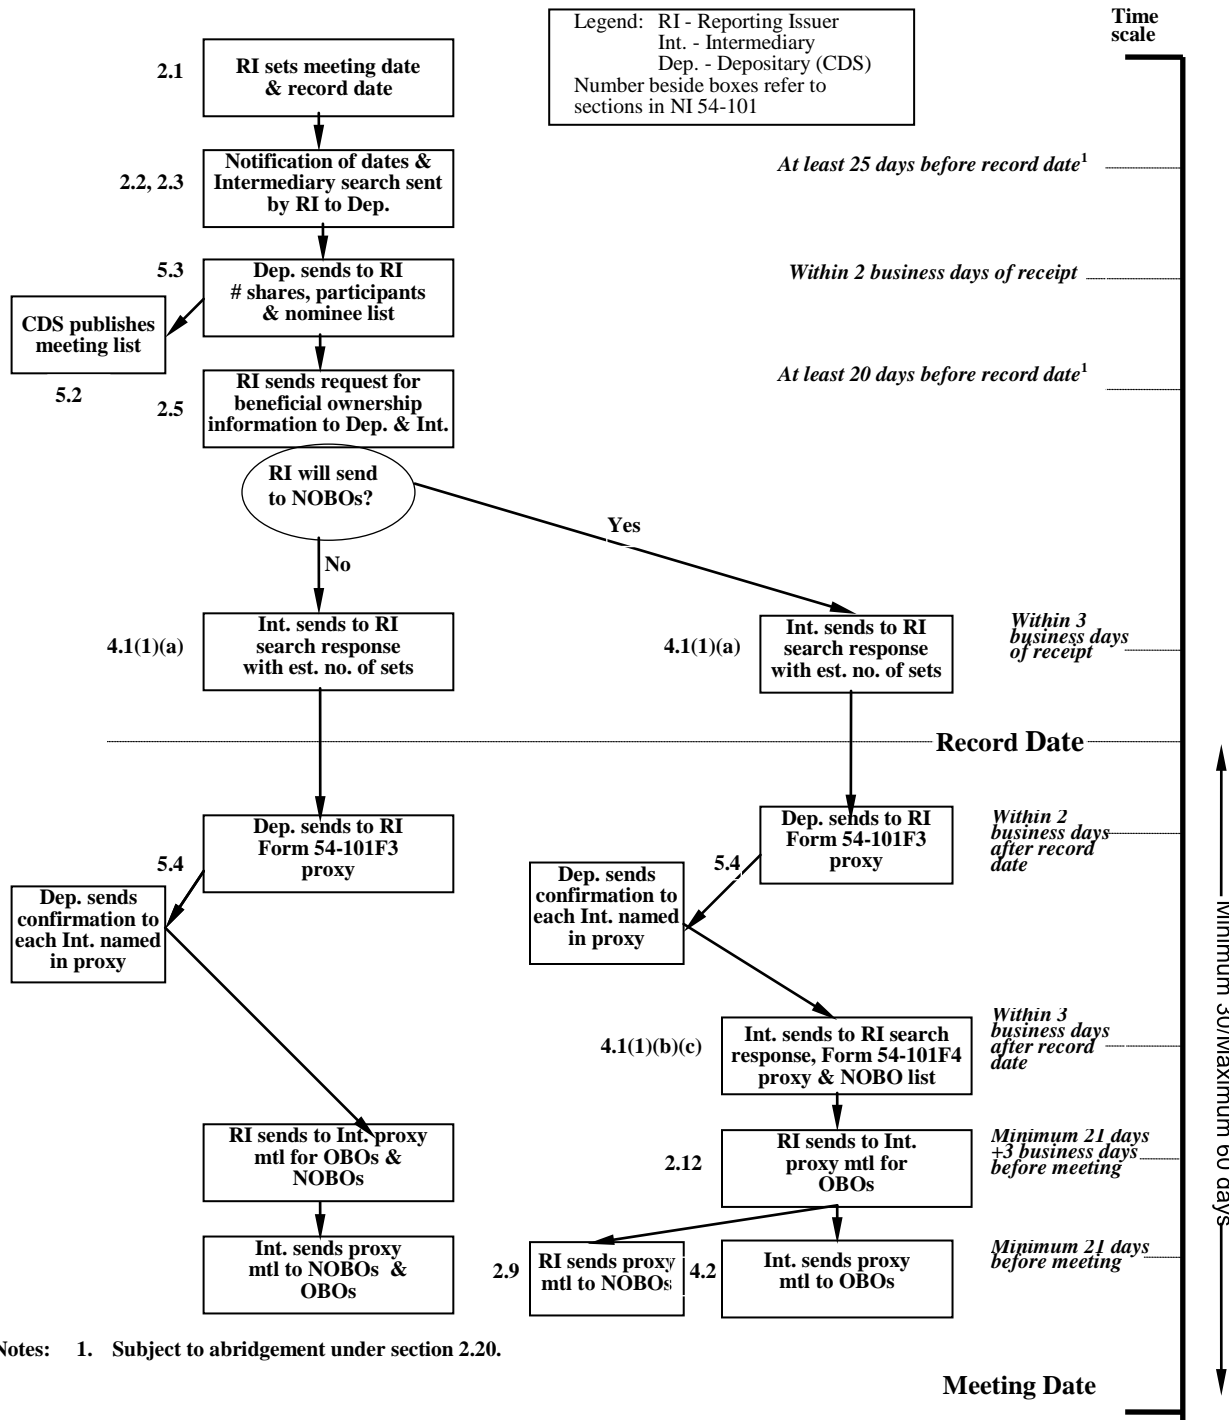 Legend: RI - Reporting Issuer
Int. - Intermediary
Dep. - Depositary (CDS)
Number beside boxes refer to
sections in NI 54-101
Time
scale
2.1
RI sets meeting date
& record date
2.2, 2.3
Notification of dates &
Intermediary search sent
by RI to Dep.
At least 25 days before record date1
5.3
Dep. sends to RI
# shares, participants
& nominee list
Within 2 business days of receipt
CDS publishes
meeting list
5.2
2.5
RI sends request for
beneficial ownership
information to Dep. & Int.
At least 20 days before record date1
RI will send
to NOBOs?
Yes
No
4.1(1)(a)
Int. sends to RI
search response
with est. no. of sets
4.1(1)(a)
Int. sends to RI
search response
with est. no. of sets
Within 3
business days
of receipt
Record Date
Dep. sends to RI
Form 54-101F3
proxy
5.4
Dep. sends
confirmation to
each Int. named
in proxy
Dep. sends to RI
Form 54-101F3
proxy
5.4
Dep. sends
confirmation to
each Int. named
in proxy
Within 2
business days
after record
date
4.1(1)(b)(c)
Int. sends to RI search
response, Form 54-101F4
proxy & NOBO list
Within 3
business days
after record
date
RI sends to Int. proxy
mtl for OBOs &
NOBOs
2.12
RI sends to Int.
proxy mtl for
OBOs
Minimum 21 days
+3 business days
before meeting
Int. sends proxy
mtl to NOBOs &
OBOs
2.9
RI sends proxy
mtl to NOBOs
4.2
Int. sends proxy
mtl to OBOs
Minimum 21 days
before meeting
Minimum 30/Maximum 60 days
Notes: 1. Subject to abridgement under section 2.20.
Meeting Date